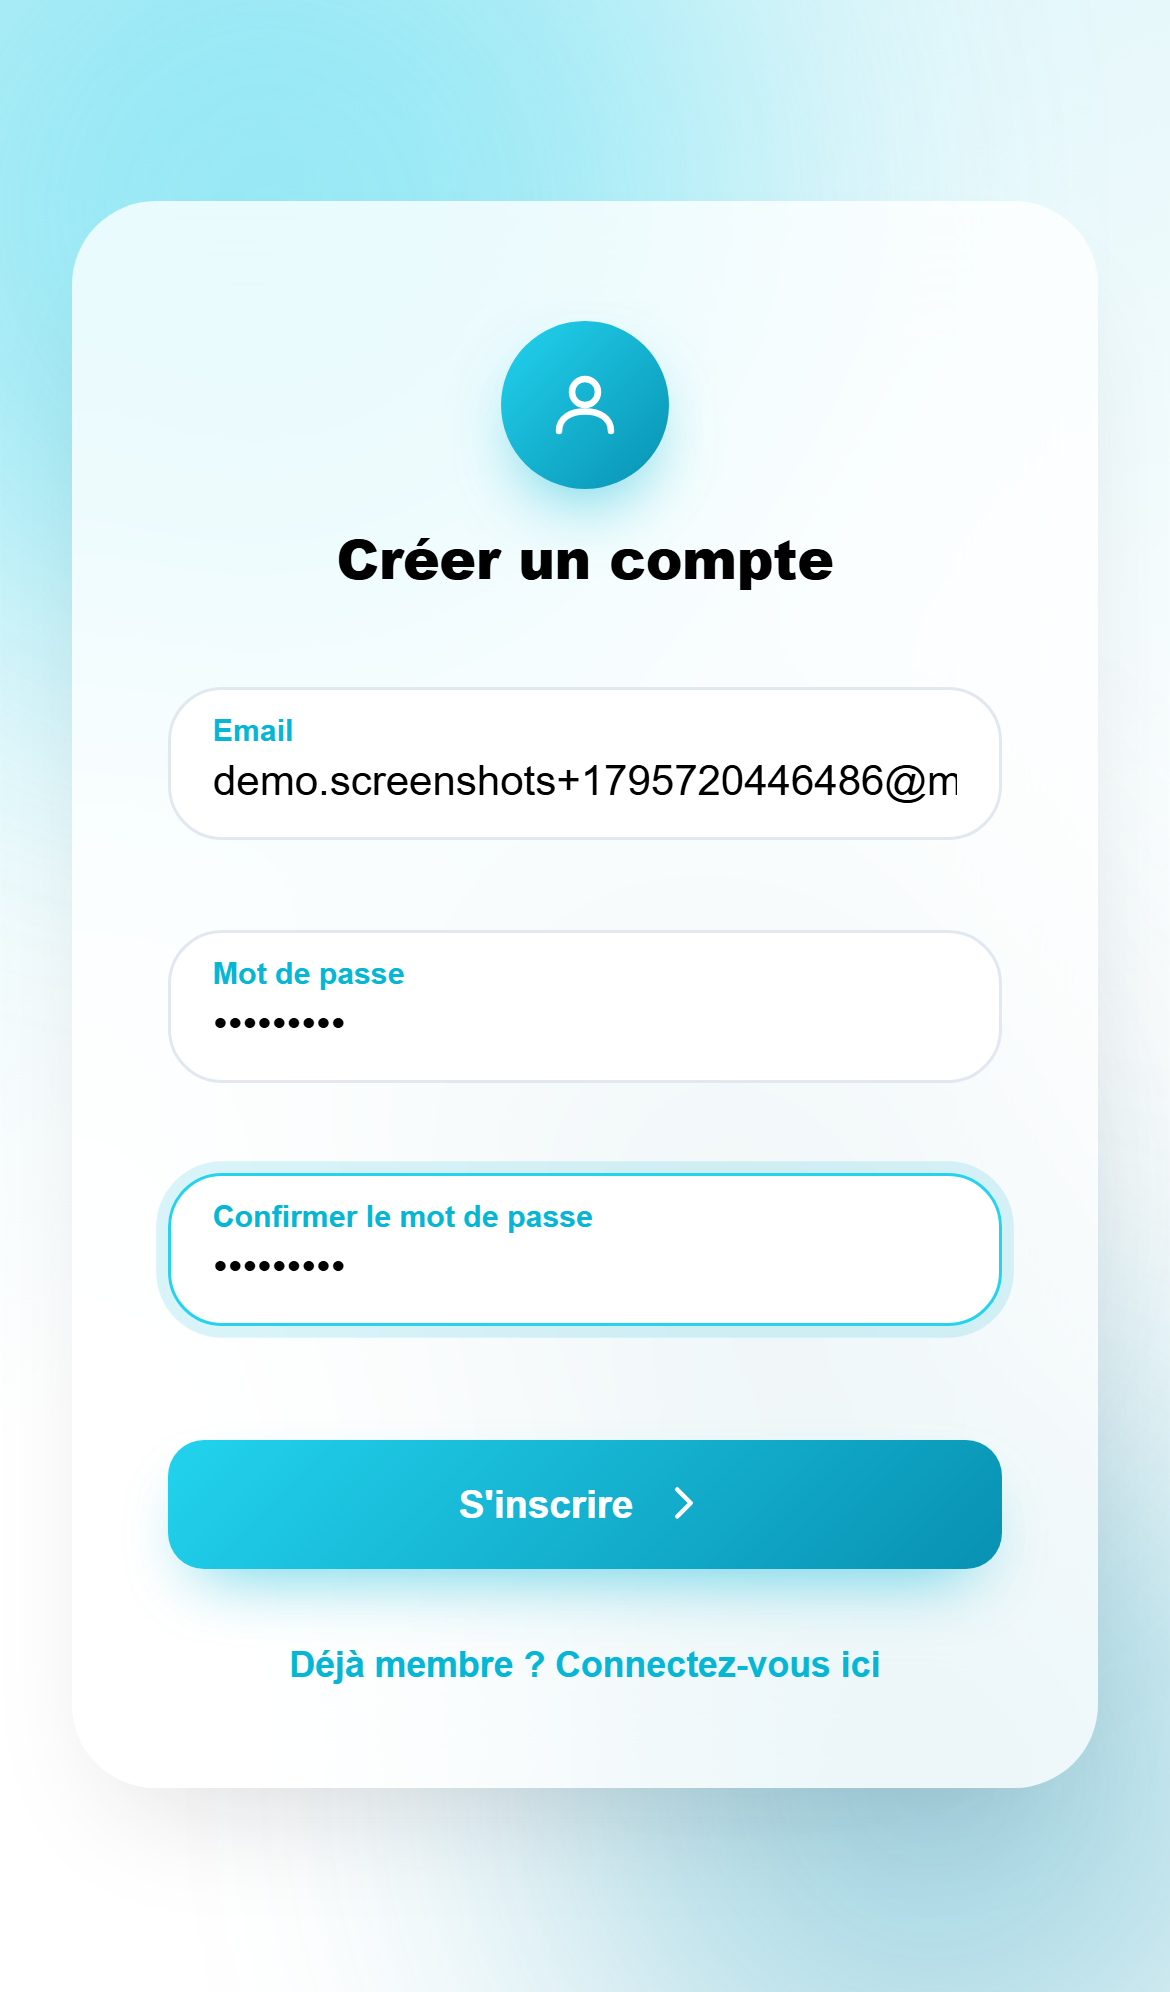 Créer un compte
Email
demo.screenshots+1795720446486@m
Mot de passe
•••••••••
Confirmer le mot de passe
•••••••••
S'inscrire
Déjà membre ? Connectez-vous ici